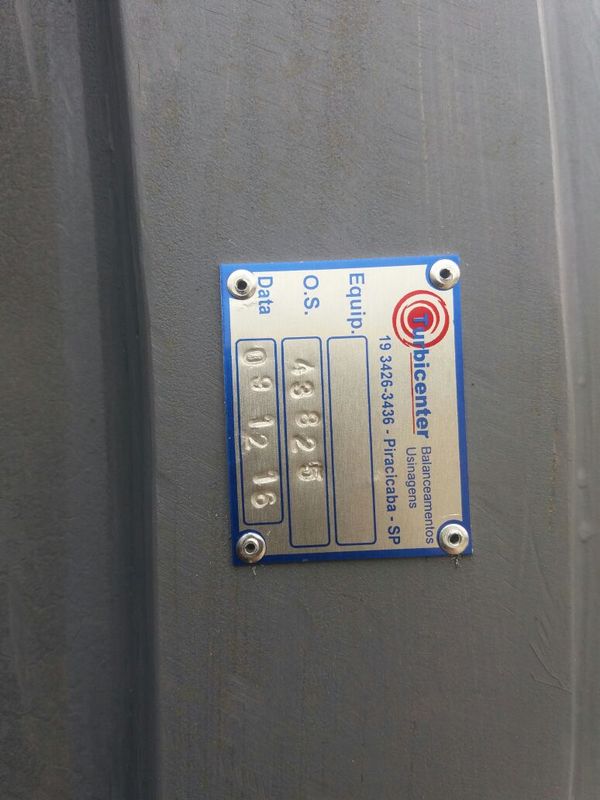 Turbicenter Balanceamentos
Usinagens
19 3426-3436 - Piracicaba - SP
Equip.
O.S. 43825
Data 09 12 16